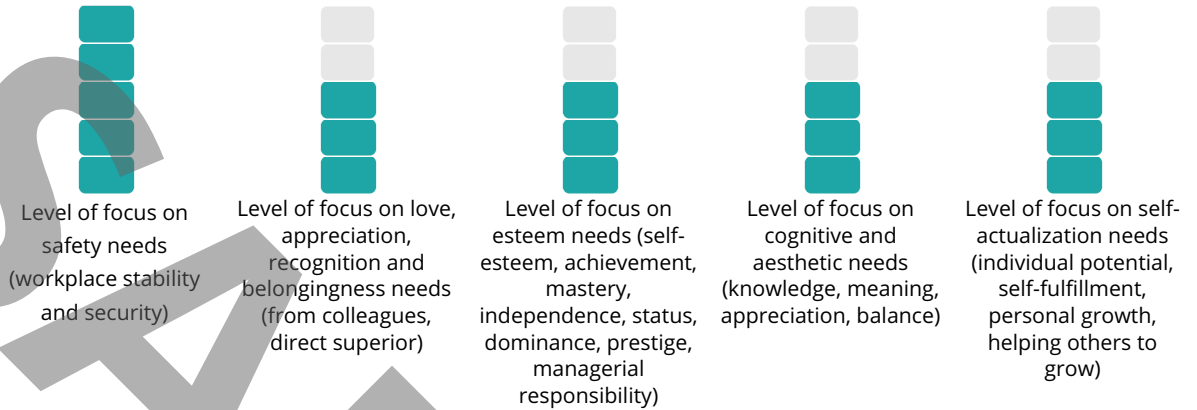 Level of focus on
safety needs
(workplace stability
and security)
Level of focus on love,
appreciation,
recognition and
belongingness needs
(from colleagues,
direct superior)
Level of focus on
esteem needs (self-
esteem, achievement,
mastery,
independence, status,
dominance, prestige,
managerial
responsibility)
Level of focus on
cognitive and
aesthetic needs
(knowledge, meaning,
appreciation, balance)
Level of focus on self-
actualization needs
(individual potential,
self-fulfillment,
personal growth,
helping others to
grow)